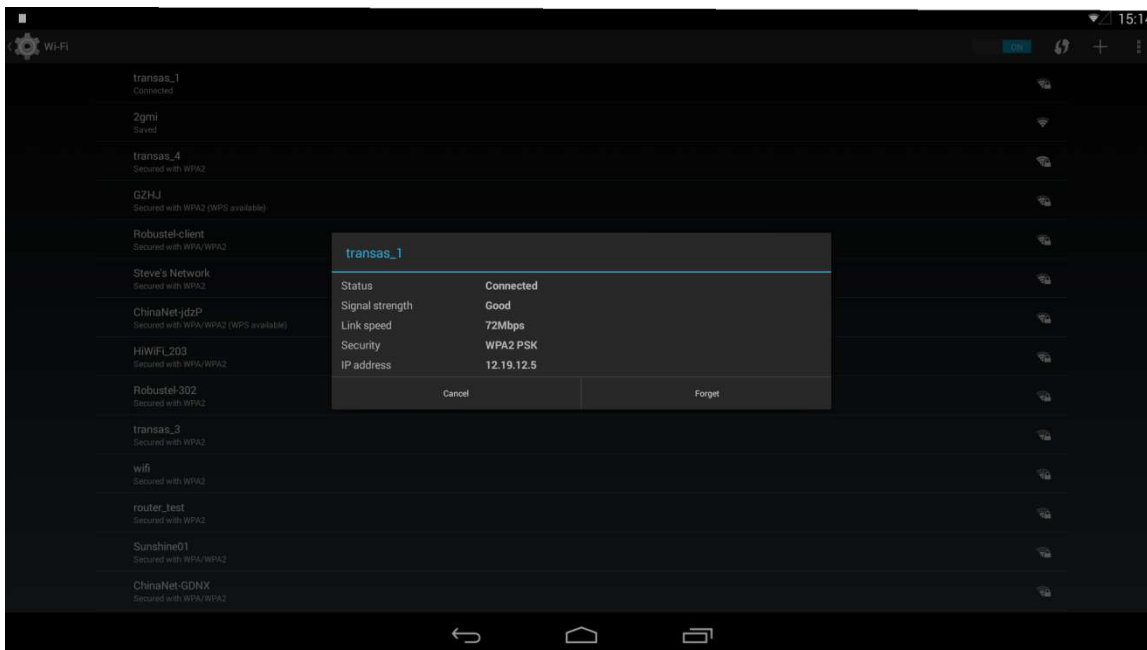 15:14
Wi-Fi
ON
transas_1
Connected
2gmi
Saved
transas_4
Secured with WPA2
GZHJ
Secured with WPA2 (WPS available)
Robustel-client
Secured with WPA/WPA2
Steve's Network
Secured with WPA2
ChinaNet-jdzP
Secured with WPA/WPA2 (WPS available)
HiWiFi_203
Secured with WPA/WPA2
Robustel-302
Secured with WPA2
transas_3
Secured with WPA2
wifi
Secured with WPA2
router_test
Secured with WPA2
Sunshine01
Secured with WPA/WPA2
ChinaNet-GDNX
Secured with WPA/WPA2
transas_1
Status Connected
Signal strength Good
Link speed 72Mbps
Security WPA2 PSK
IP address 12.19.12.5
Cancel Forget